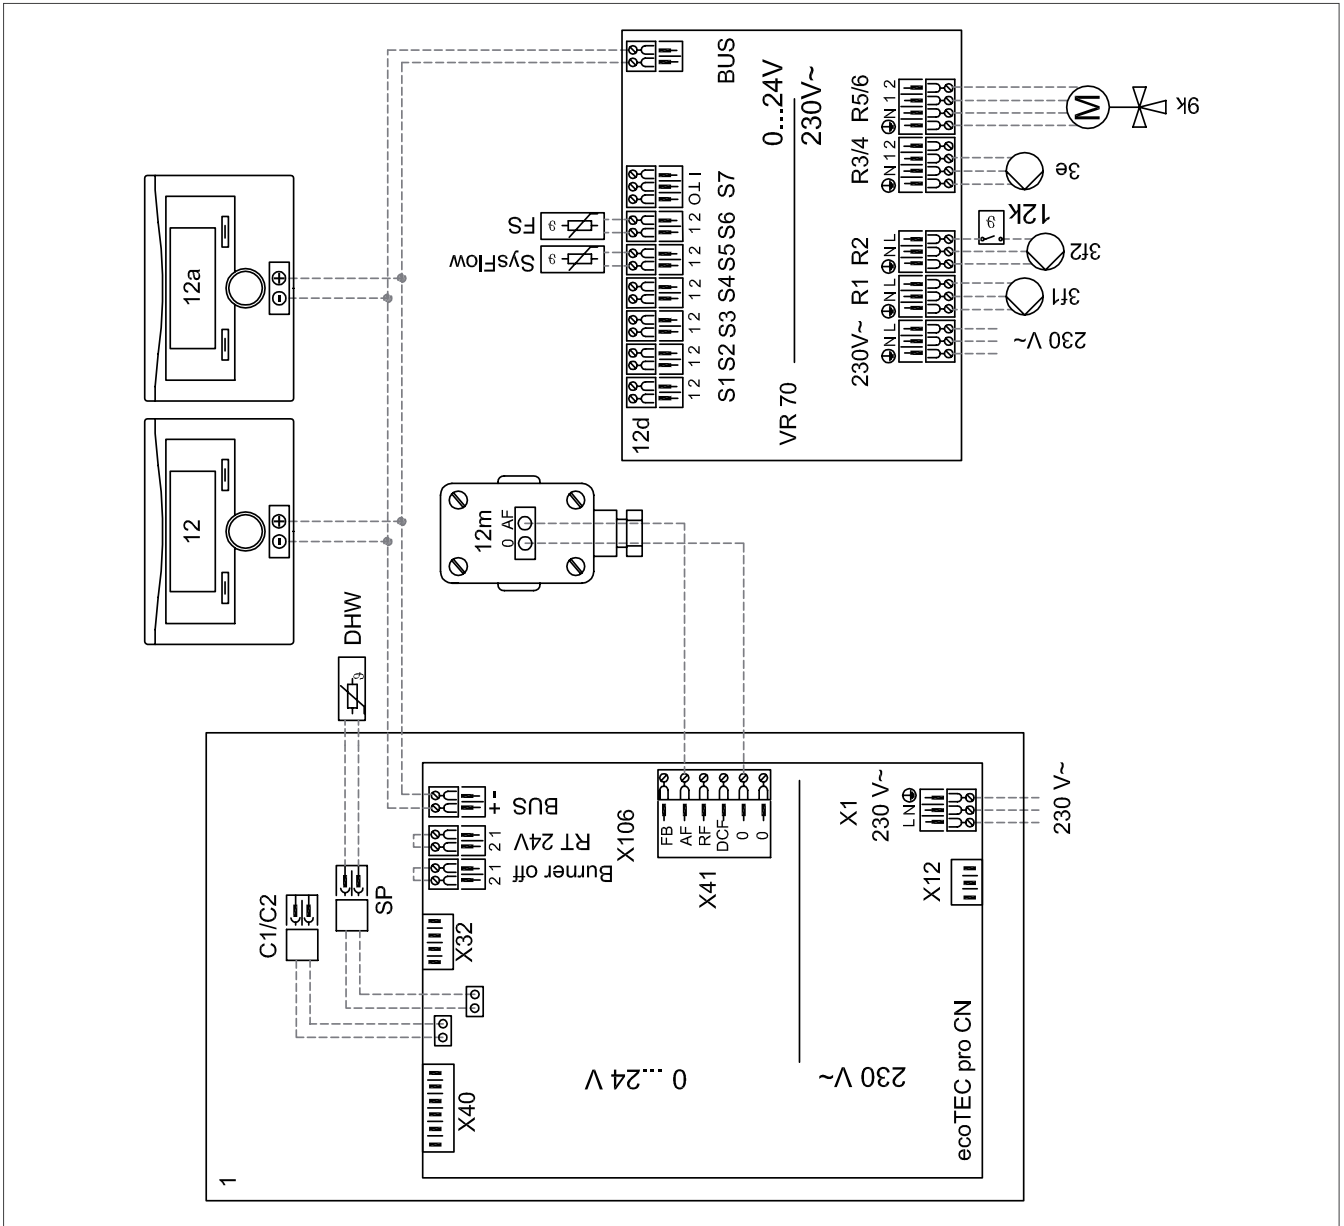 12a
12
DHW
12m
0 AF
BUS
0...24V
230V~
I T O
S7
1 2
S6
1 2
S5
1 2
S4
1 2
S3
1 2
S2
1 2
S1
FS
ϑ
SysFlow
ϑ
12d
VR 70
R5/6
N 1 2
R3/4
N 1 2
R2
N L
R1
N L
230V~
N L
M
9k
3e
ϑ
12k
3f2
3f1
230 V~
ϑ
C1/C2
SP
- +
BUS
RT 24V
2 1
Burner off
2 1
X32
X40
X106
X41
FB
AF
RF
DCF
0
0
X1
230 V~
L N
230 V~
X12
0...24 V
230 V~
ecoTEC pro CN
1